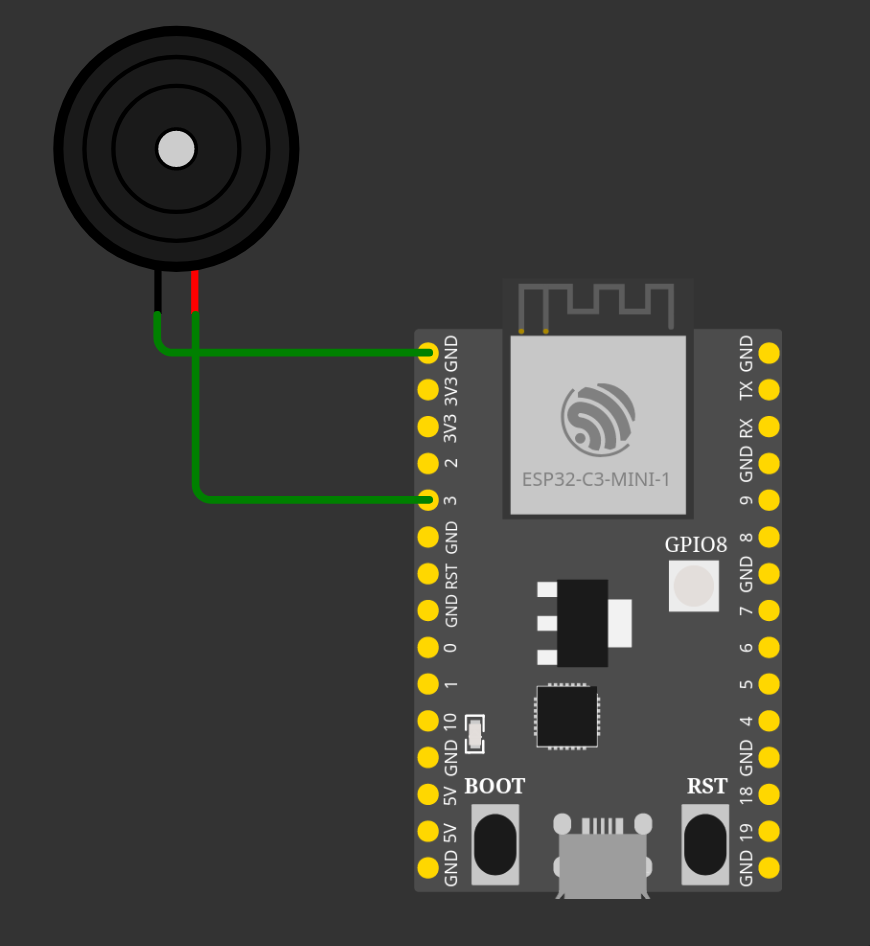 GND
3V3
3V3
2
3
GND
RST
GND
0
1
10
GND
5V
5V
GND
ESP32-C3-MINI-1
GPIO8
BOOT
RST
GND
TX
RX
GND
9
8
GND
7
6
5
4
GND
18
19
GND